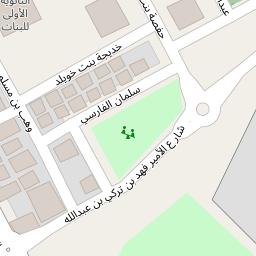 الثانوية
الأولى
للبنات
حفصة بنت
خديجة بنت خويلد
سلمان الفارسي
وهب بن مسلم
شارع الأمير فهد بن تركي بن عبدالله